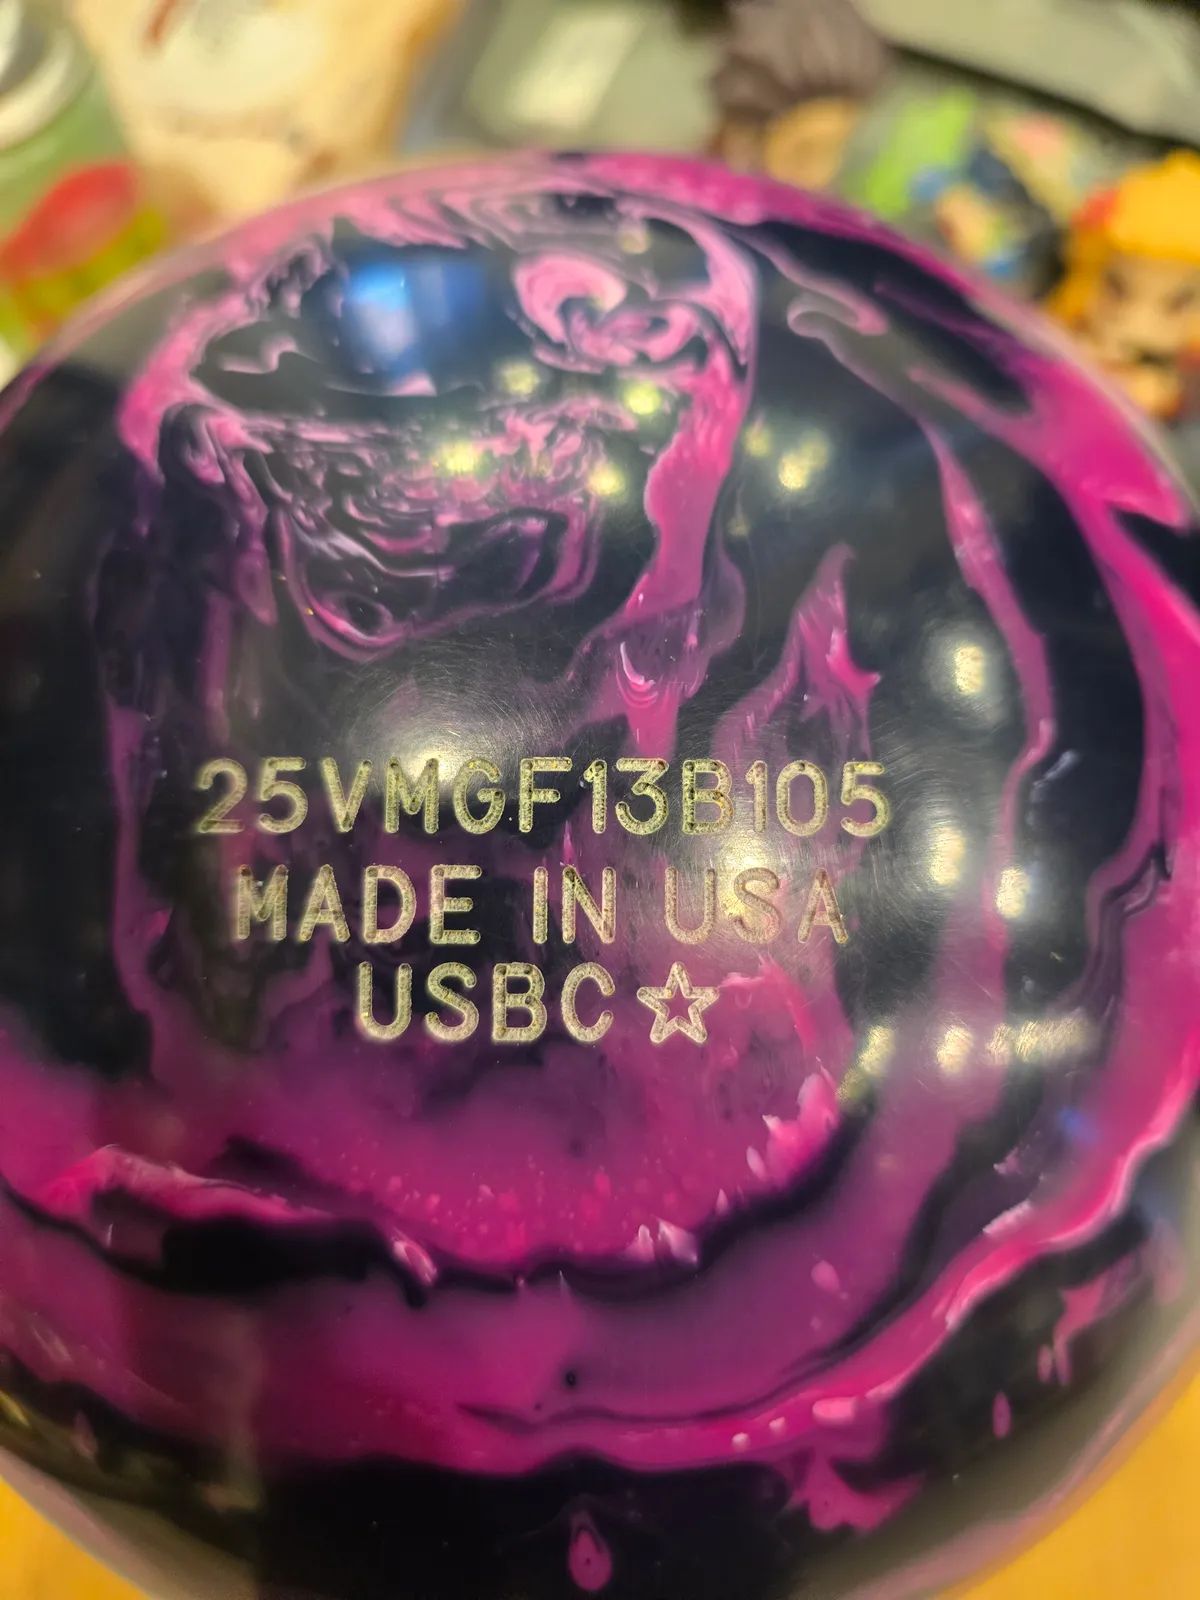 25VMGF13B105
MADE IN USA
USBC ☆